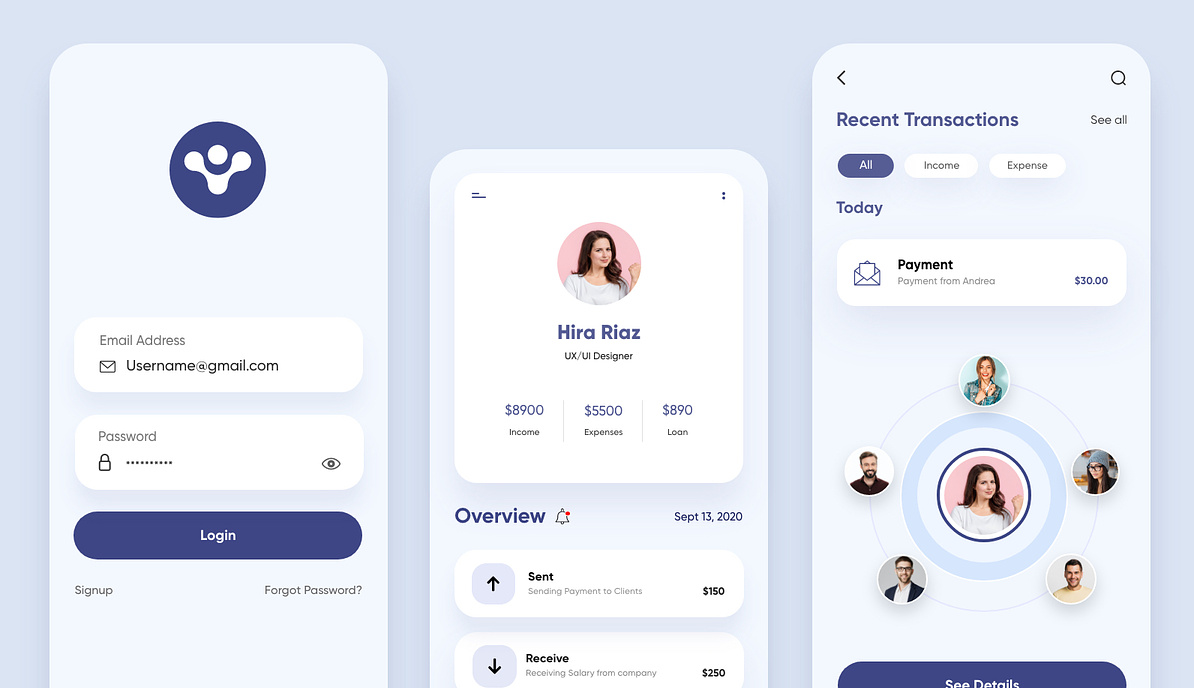 Email Address
Username@gmail.com
Password
••••••••••
Login
Signup
Forgot Password?
Hira Riaz
UX/UI Designer
$8900
$5500
$890
Income
Expenses
Loan
Overview
Sept 13, 2020
Sent
Sending Payment to Clients
$150
Receive
Receiving Salary from company
$250
Recent Transactions
See all
All
Income
Expense
Today
Payment
Payment from Andrea
$30.00
See Details